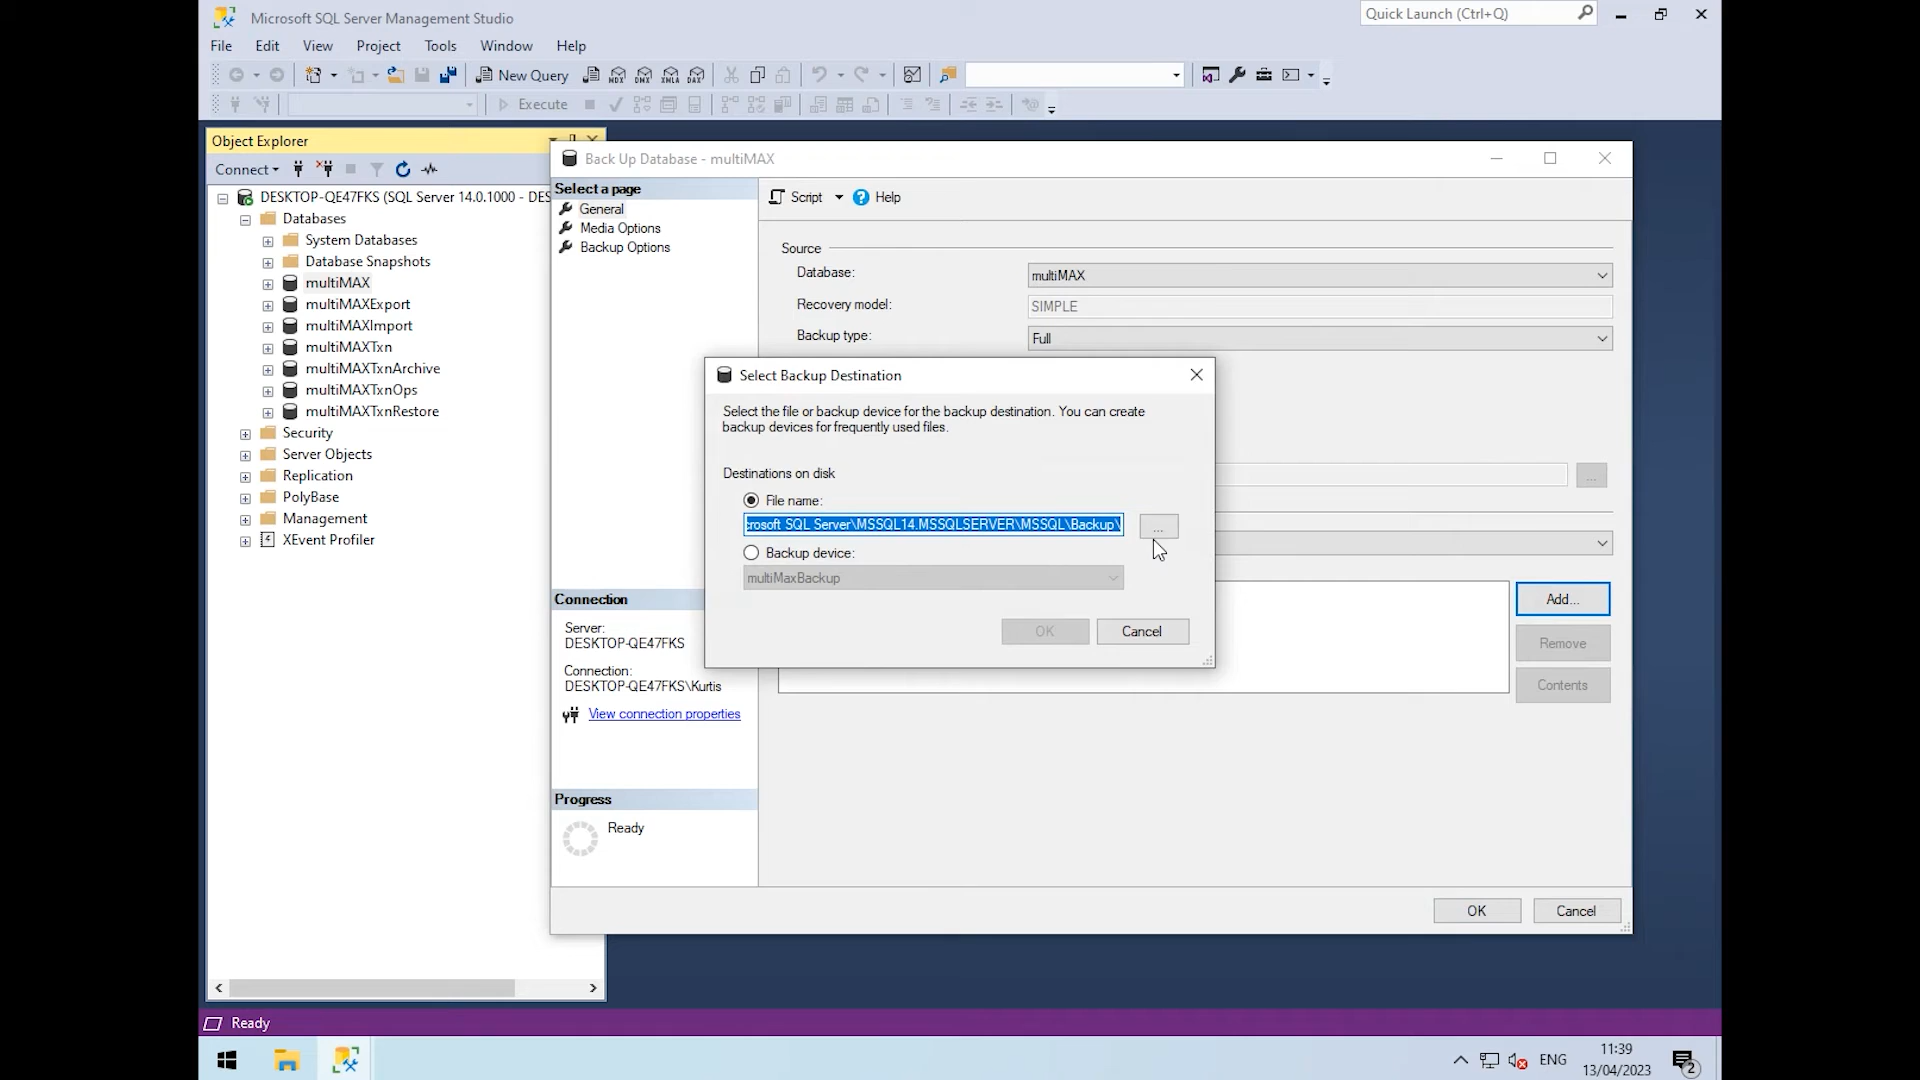 Microsoft SQL Server Management Studio
Quick Launch (Ctrl+Q)
File Edit View Project Tools Window Help
New Query MDX DMX XMLA DAX
Execute
Object Explorer
Connect
DESKTOP-QE47FKS (SQL Server 14.0.1000 - DES
Databases
System Databases
Database Snapshots
multiMAX
multiMAXExport
multiMAXImport
multiMAXTxn
multiMAXTxnArchive
multiMAXTxnOps
multiMAXTxnRestore
Security
Server Objects
Replication
PolyBase
Management
XEvent Profiler
Back Up Database - multiMAX
Select a page
General
Media Options
Backup Options
Script Help
Source
Database: multiMAX
Recovery model: SIMPLE
Backup type: Full
...
Select Backup Destination
Select the file or backup device for the backup destination. You can create
backup devices for frequently used files.
Destinations on disk
File name:
crosoft SQL Server\MSSQL14.MSSQLSERVER\MSSQL\Backup\
...
Backup device:
multiMaxBackup
OK Cancel
Add...
Remove
Contents
Connection
Server:
DESKTOP-QE47FKS
Connection:
DESKTOP-QE47FKS\Kurtis
View connection properties
Progress
Ready
OK Cancel
Ready
ENG
11:39
13/04/2023
2